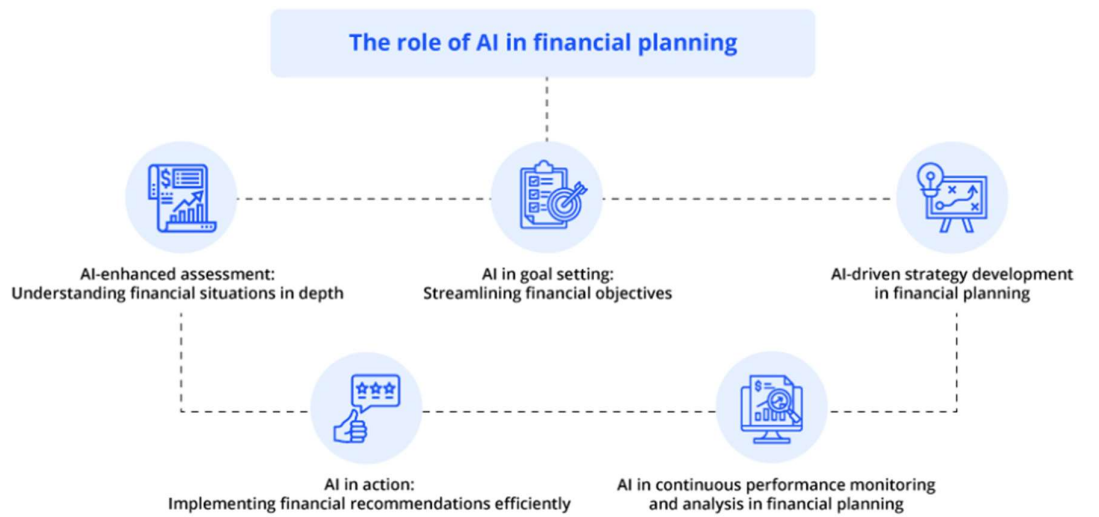 The role of AI in financial planning
AI-enhanced assessment:
Understanding financial situations in depth
AI in goal setting:
Streamlining financial objectives
AI-driven strategy development
in financial planning
AI in action:
Implementing financial recommendations efficiently
AI in continuous performance monitoring
and analysis in financial planning